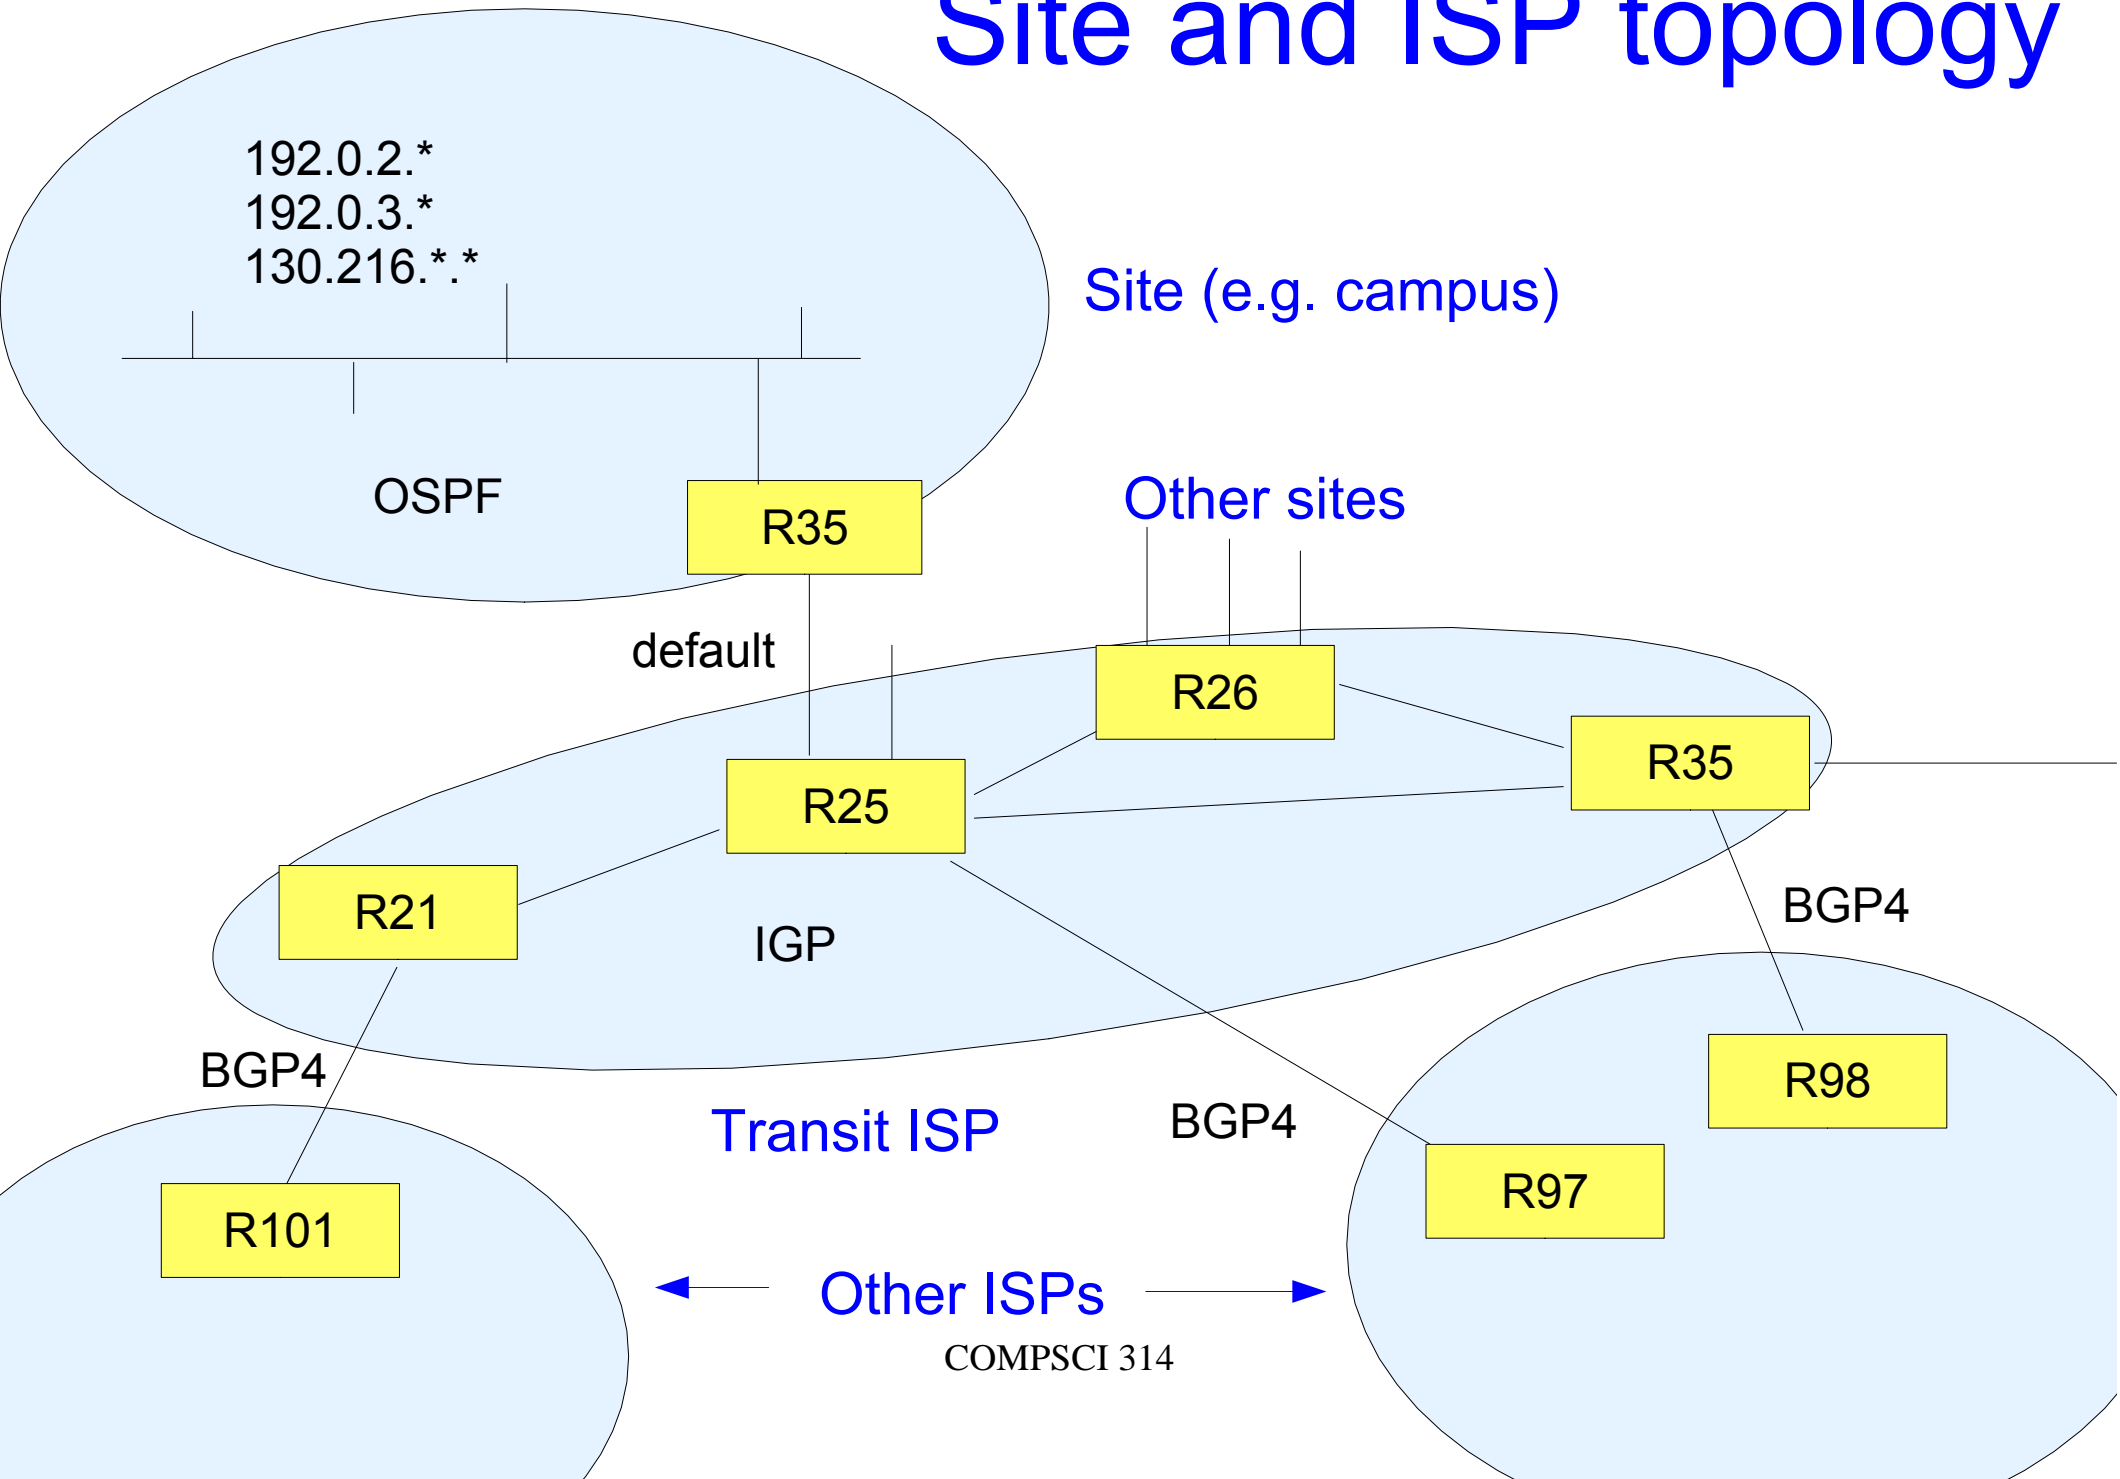 Site and ISP topology
192.0.2.*
192.0.3.*
130.216.*.*
Site (e.g. campus)
OSPF
R35
Other sites
default
R26
R35
R25
R21
BGP4
IGP
BGP4
R98
Transit ISP
BGP4
R97
R101
Other ISPs
COMPSCI 314